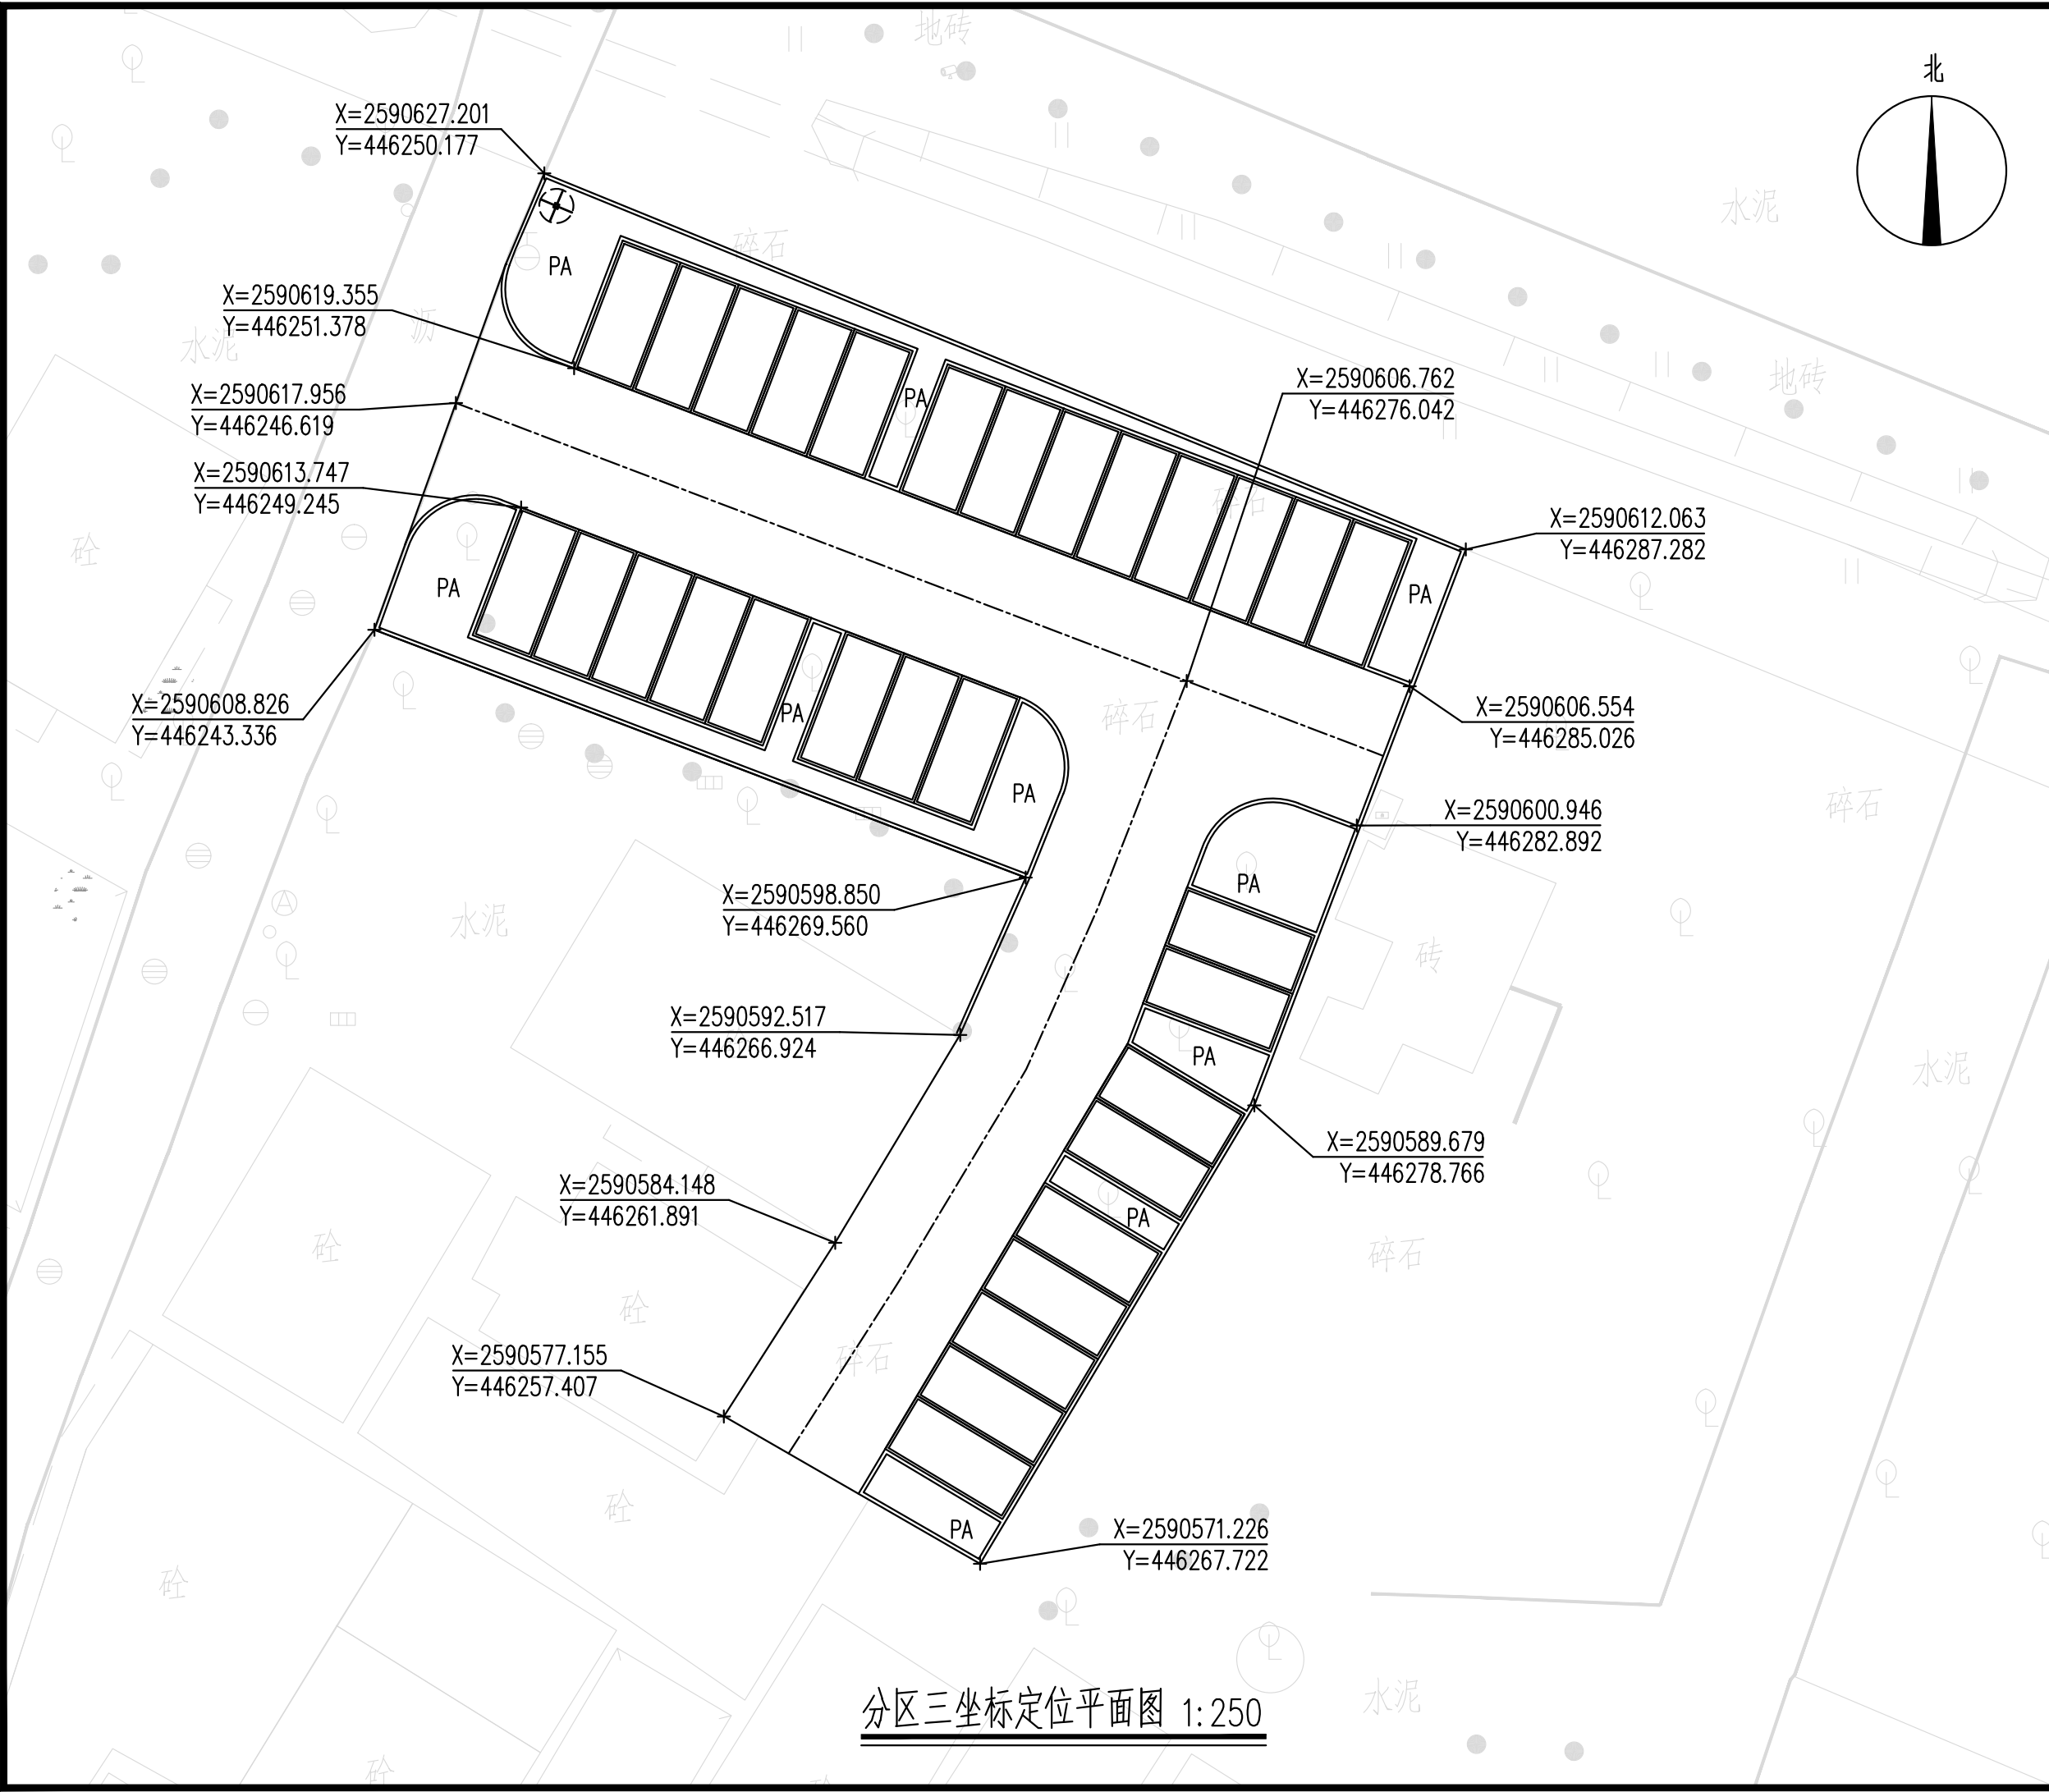 地砖
北
X=2590627.201
Y=446250.177
水泥
碎石
X=2590619.355
Y=446251.378
沥
水泥
X=2590606.762
Y=446276.042
地砖
X=2590617.956
Y=446246.619
PA
PA
X=2590613.747
Y=446249.245
碎石
X=2590612.063
Y=446287.282
砼
PA
PA
X=2590608.826
Y=446243.336
PA
碎石
X=2590606.554
Y=446285.026
PA
碎石
X=2590600.946
Y=446282.892
PA
X=2590598.850
Y=446269.560
A
水泥
砖
X=2590592.517
Y=446266.924
PA
水泥
X=2590589.679
Y=446278.766
X=2590584.148
Y=446261.891
PA
砼
碎石
砼
X=2590577.155
Y=446257.407
碎石
砼
PA
X=2590571.226
Y=446267.722
砼
分区三坐标定位平面图 1:250
水泥
砼